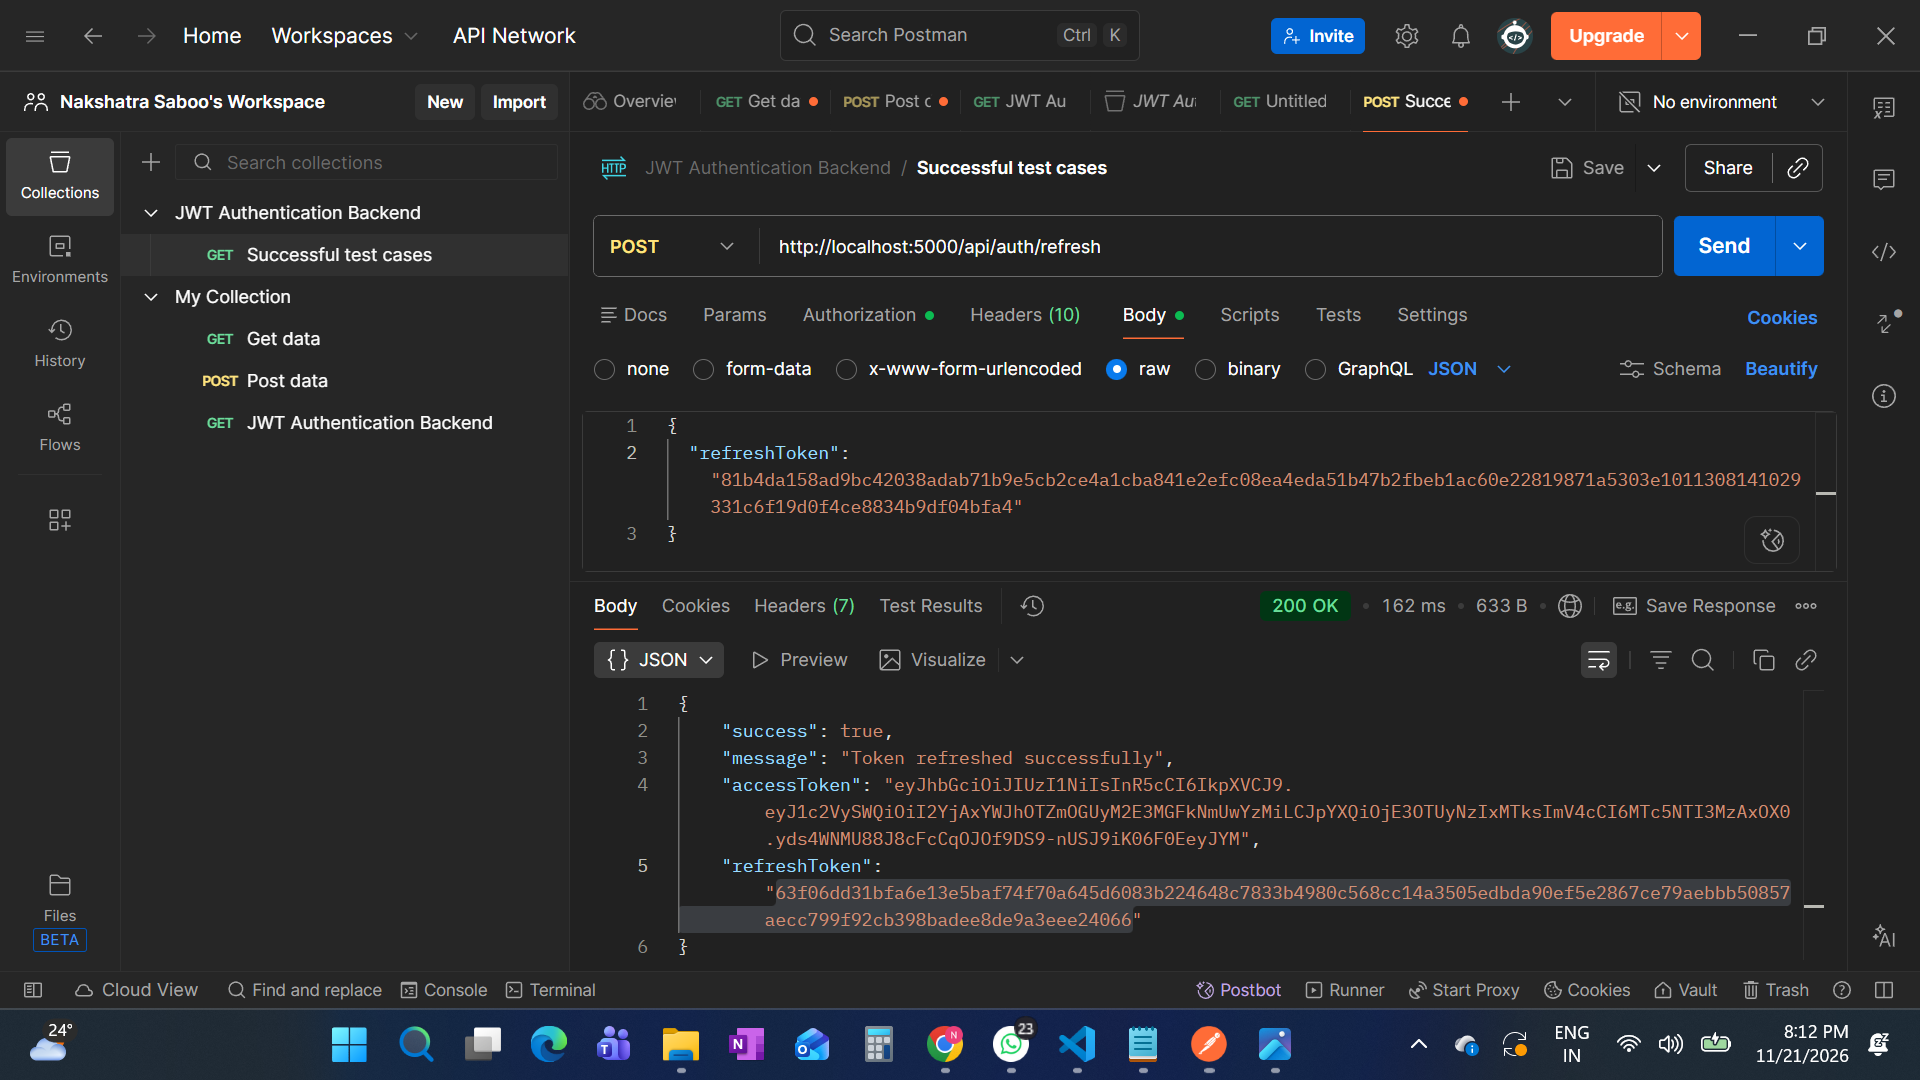 Home
Workspaces
API Network
Search Postman
Ctrl K
Invite
Upgrade
Nakshatra Saboo's Workspace
New
Import
Overvie
GET Get da
POST Post c
GET JWT Au
JWT Au
GET Untitled
POST Succe
No environment
Collections
Environments
History
Flows
Files
BETA
Search collections
JWT Authentication Backend
GET Successful test cases
My Collection
GET Get data
POST Post data
GET JWT Authentication Backend
HTTP
JWT Authentication Backend / Successful test cases
Save
Share
POST
http://localhost:5000/api/auth/refresh
Send
Docs
Params
Authorization
Headers (10)
Body
Scripts
Tests
Settings
Cookies
none
form-data
x-www-form-urlencoded
raw
binary
GraphQL
JSON
Schema
Beautify
1 {
2 "refreshToken":
"81b4da158ad9bc42038adab71b9e5cb2ce4a1cba841e2efc08ea4eda51b47b2fbeb1ac60e22819871a5303e1011308141029
331c6f19d0f4ce8834b9df04bfa4"
3 }
Body
Cookies
Headers (7)
Test Results
200 OK
162 ms
633 B
e.g.
Save Response
{} JSON
Preview
Visualize
1 {
2 "success": true,
3 "message": "Token refreshed successfully",
4 "accessToken": "eyJhbGciOiJIUzI1NiIsInR5cCI6IkpXVCJ9.
eyJ1c2VySWQiOiI2YjAxYWJhOTZmOGUyM2E3MGFkNmUwYzMiLCJpYXQiOjE3OTUyNzIxMTksImV4cCI6MTc5NTI3MzAxOX0
.yds4WNMU88J8cFcCqOJOf9DS9-nUSJ9iK06F0EeyJYM",
5 "refreshToken":
"63f06dd31bfa6e13e5baf74f70a645d6083b224648c7833b4980c568cc14a3505edbda90ef5e2867ce79aebbb50857
aecc799f92cb398badee8de9a3eee24066"
6 }
Cloud View
Find and replace
Console
Terminal
Postbot
Runner
Start Proxy
Cookies
Vault
Trash
24°
23
ENG
IN
8:12 PM
11/21/2026